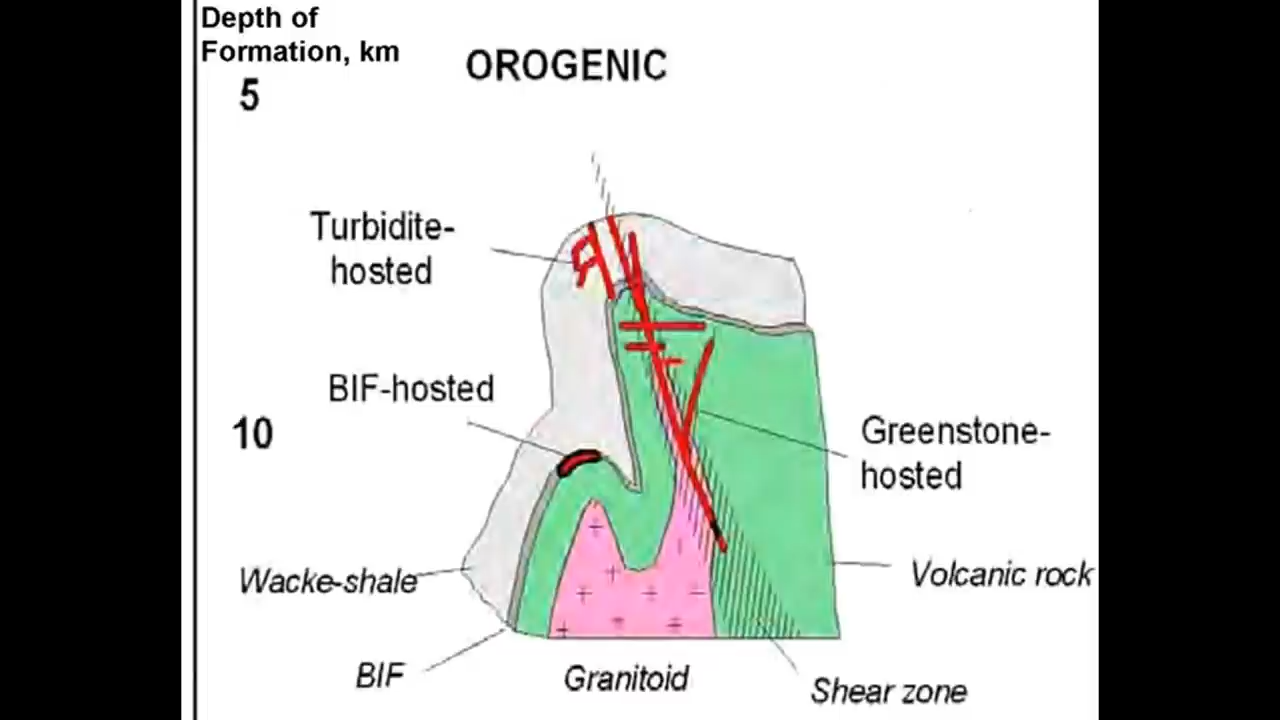 Depth of
Formation, km
OROGENIC
5
Turbidite-
hosted
BIF-hosted
10
Greenstone-
hosted
Wacke-shale
Volcanic rock
BIF
Granitoid
Shear zone